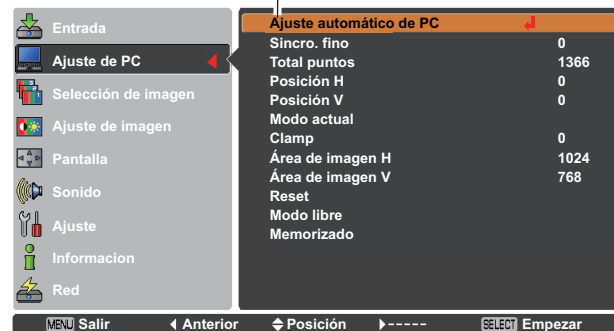 Entrada
Ajuste de PC
Selección de imagen
Ajuste de imagen
Pantalla
Sonido
Ajuste
Informacion
Red
Ajuste automático de PC
Sincro. fino 0
Total puntos 1366
Posición H 0
Posición V 0
Modo actual
Clamp 0
Área de imagen H 1024
Área de imagen V 768
Reset
Modo libre
Memorizado
MENU Salir Anterior Posición ----- SELECT Empezar